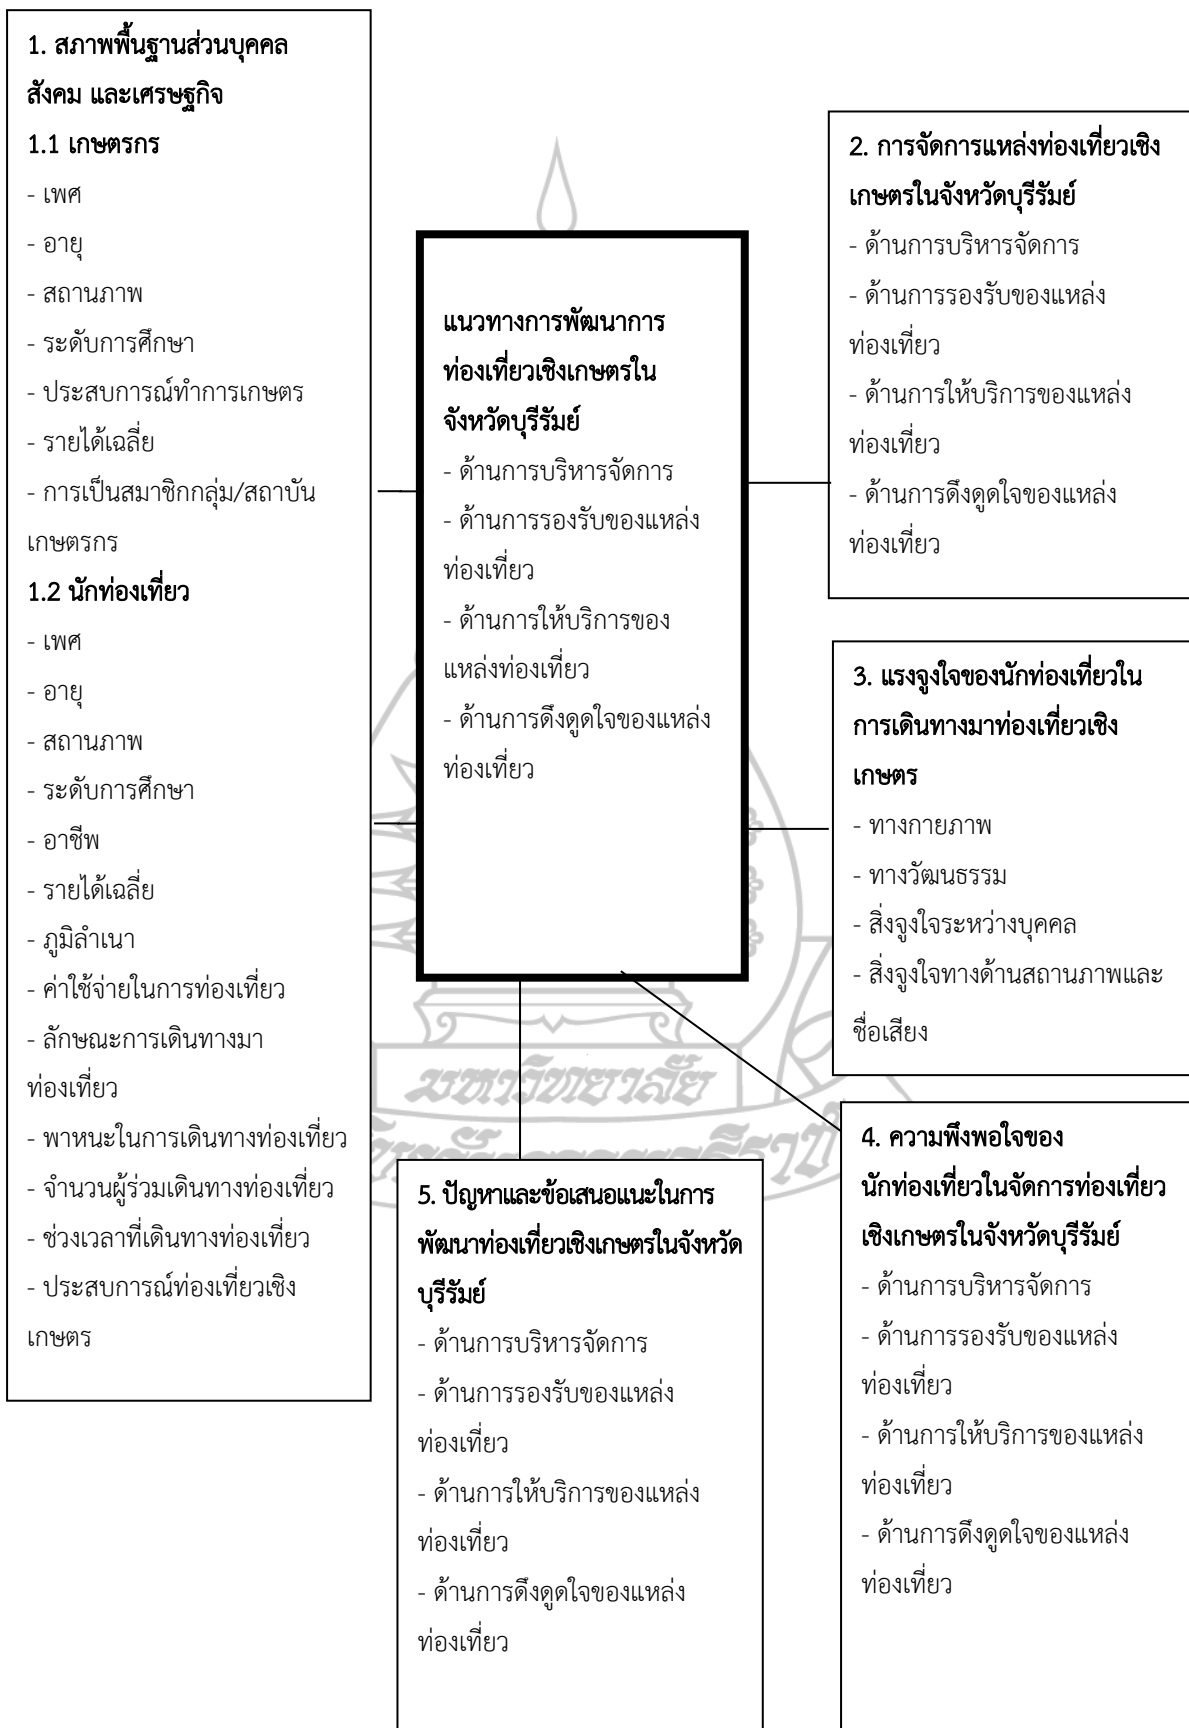 1. สภาพพื้นฐานส่วนบุคคล
สังคม และเศรษฐกิจ
1.1 เกษตรกร
- เพศ
- อายุ
- สถานภาพ
- ระดับการศึกษา
- ประสบการณ์ทำการเกษตร
- รายได้เฉลี่ย
- การเป็นสมาชิกกลุ่ม/สถาบัน
เกษตรกร
1.2 นักท่องเที่ยว
- เพศ
- อายุ
- สถานภาพ
- ระดับการศึกษา
- อาชีพ
- รายได้เฉลี่ย
- ภูมิลำเนา
- ค่าใช้จ่ายในการท่องเที่ยว
- ลักษณะการเดินทางมา
ท่องเที่ยว
- พาหนะในการเดินทางท่องเที่ยว
- จำนวนผู้ร่วมเดินทางท่องเที่ยว
- ช่วงเวลาที่เดินทางท่องเที่ยว
- ประสบการณ์ท่องเที่ยวเชิง
เกษตร
แนวทางการพัฒนาการ
ท่องเที่ยวเชิงเกษตรใน
จังหวัดบุรีรัมย์
- ด้านการบริหารจัดการ
- ด้านการรองรับของแหล่ง
ท่องเที่ยว
- ด้านการให้บริการของ
แหล่งท่องเที่ยว
- ด้านการดึงดูดใจของแหล่ง
ท่องเที่ยว
2. การจัดการแหล่งท่องเที่ยวเชิง
เกษตรในจังหวัดบุรีรัมย์
- ด้านการบริหารจัดการ
- ด้านการรองรับของแหล่ง
ท่องเที่ยว
- ด้านการให้บริการของแหล่ง
ท่องเที่ยว
- ด้านการดึงดูดใจของแหล่ง
ท่องเที่ยว
3. แรงจูงใจของนักท่องเที่ยวใน
การเดินทางมาท่องเที่ยวเชิง
เกษตร
- ทางกายภาพ
- ทางวัฒนธรรม
- สิ่งจูงใจระหว่างบุคคล
- สิ่งจูงใจทางด้านสถานภาพและ
ชื่อเสียง
มหาวิทยาลัย
4. ความพึงพอใจของ
นักท่องเที่ยวในจัดการท่องเที่ยว
เชิงเกษตรในจังหวัดบุรีรัมย์
- ด้านการบริหารจัดการ
- ด้านการรองรับของแหล่ง
ท่องเที่ยว
- ด้านการให้บริการของแหล่ง
ท่องเที่ยว
- ด้านการดึงดูดใจของแหล่ง
ท่องเที่ยว
5. ปัญหาและข้อเสนอแนะในการ
พัฒนาท่องเที่ยวเชิงเกษตรในจังหวัด
บุรีรัมย์
- ด้านการบริหารจัดการ
- ด้านการรองรับของแหล่ง
ท่องเที่ยว
- ด้านการให้บริการของแหล่ง
ท่องเที่ยว
- ด้านการดึงดูดใจของแหล่ง
ท่องเที่ยว